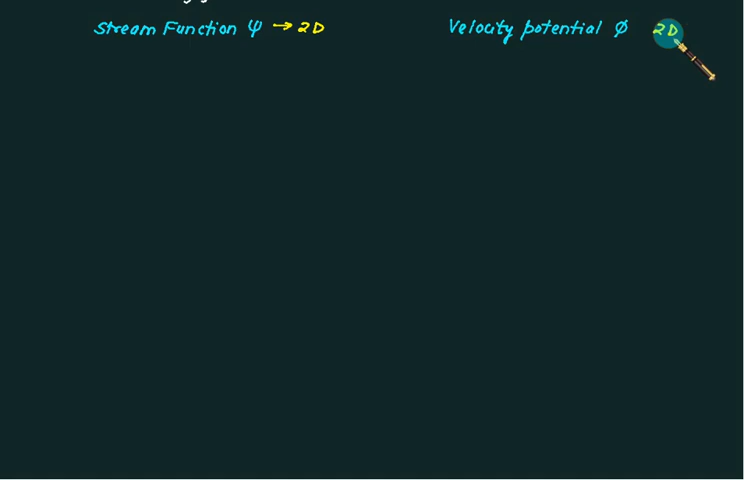 Stream Function ψ → 2D
Velocity potential φ 2D